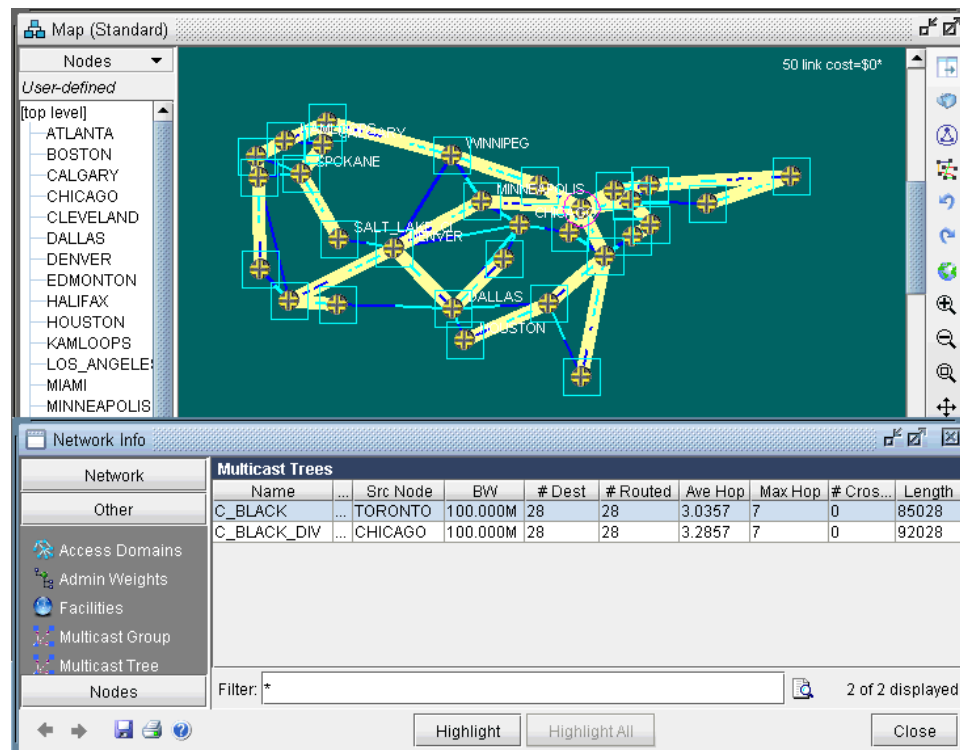 Map (Standard)
Nodes
User-defined
[top level]
ATLANTA
BOSTON
CALGARY
CHICAGO
CLEVELAND
DALLAS
DENVER
EDMONTON
HALIFAX
HOUSTON
KAMLOOPS
LOS_ANGELE
MIAMI
MINNEAPOLIS
50 link cost=$0*
WINNIPEG
SPOKANE
MINNEAPOLIS
SALT_LAKE
DENVER
DALLAS
HOUSTON
Network Info
Network
Other
Access Domains
Admin Weights
Facilities
Multicast Group
Multicast Tree
Nodes
Multicast Trees
Name ... Src Node BW # Dest # Routed Ave Hop Max Hop # Cros... Length
C_BLACK ... TORONTO 100.000M 28 28 3.0357 7 0 85028
C_BLACK_DIV ... CHICAGO 100.000M 28 28 3.2857 7 0 92028
Filter: * 2 of 2 displayed
Highlight Highlight All Close